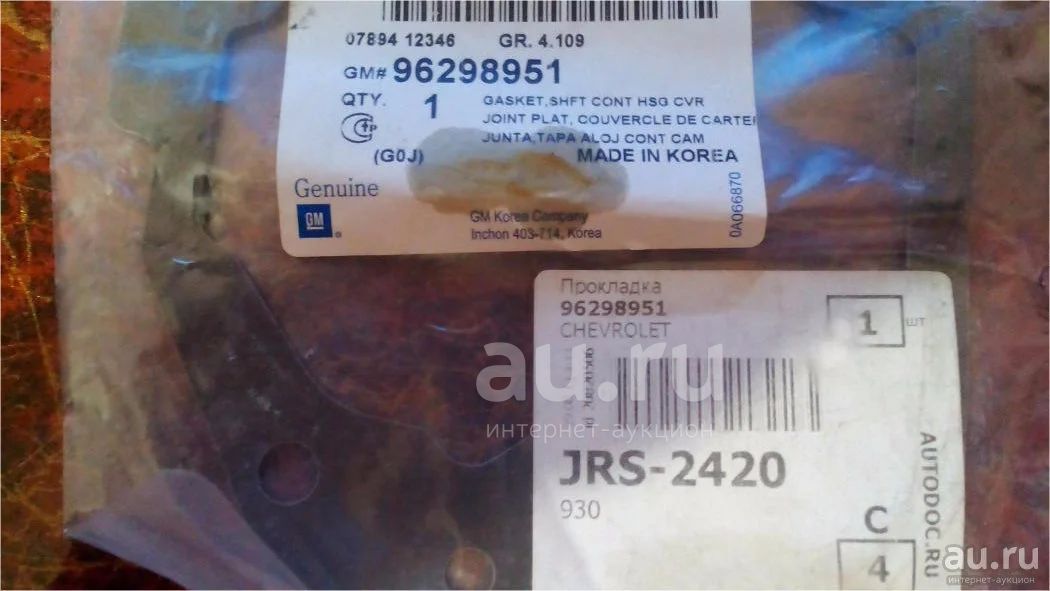 07894 12346 GR. 4.109
GM# 96298951
QTY. 1
GASKET,SHFT CONT HSG CVR
JOINT PLAT, COUVERCLE DE CARTE
JUNTA,TAPA ALOJ CONT CAM
(G0J) MADE IN KOREA
Genuine
GM
GM Korea Company
Inchon 403-714, Korea
0A066870
Прокладка
96298951
CHEVROLET
1 шт
au.ru
интернет-аукцион
JRS-2420
930
AUTODOC.RU
C
4
au.ru
интернет-аукцион